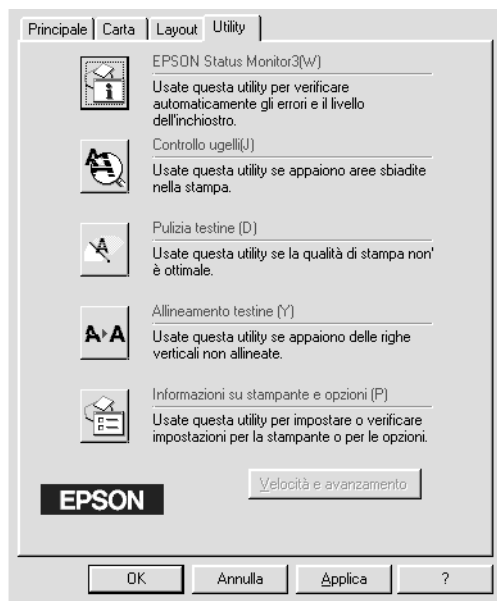 Principale Carta Layout Utility
EPSON Status Monitor3(W)
Usate questa utility per verificare
automaticamente gli errori e il livello
dell'inchiostro.
Controllo ugelli(J)
Usate questa utility se appaiono aree sbiadite
nella stampa.
Pulizia testine (D)
Usate questa utility se la qualità di stampa non'
è ottimale.
Allineamento testine (Y)
Usate questa utility se appaiono delle righe
verticali non allineate.
Informazioni su stampante e opzioni (P)
Usate questa utility per impostare o verificare
impostazioni per la stampante o per le opzioni.
Velocità e avanzamento
EPSON
OK Annulla Applica ?